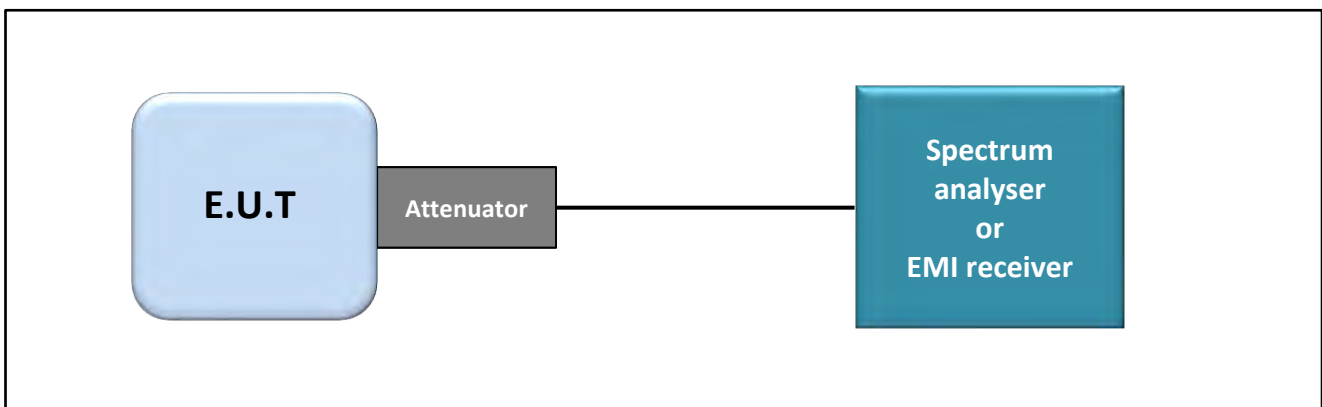 E.U.T
Attenuator
Spectrum
analyser
or
EMI receiver